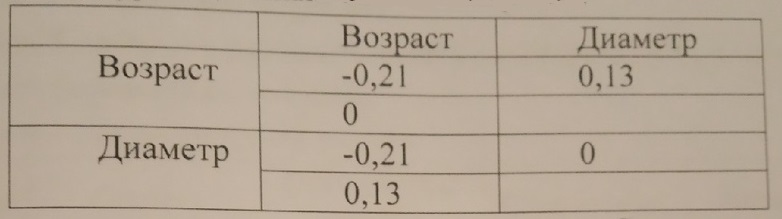 Возраст Диаметр
Возраст -0,21 0,13
0
Диаметр -0,21 0
0,13